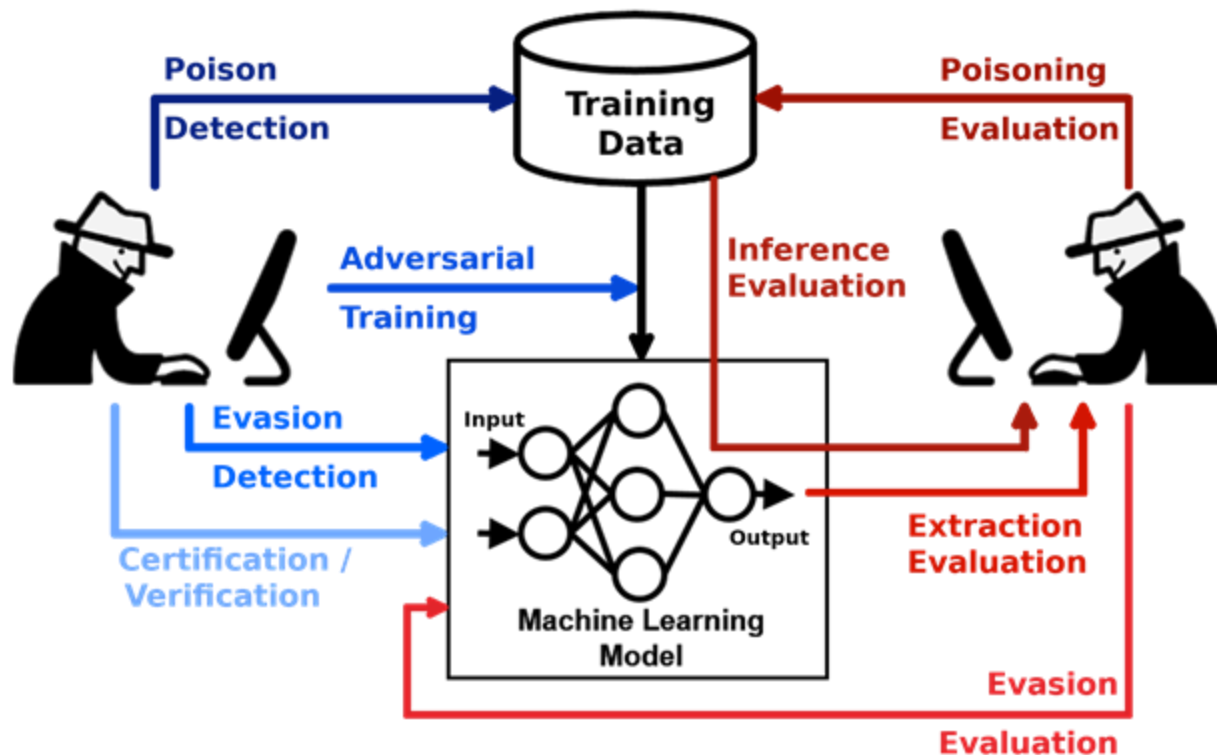 Poison
Detection
Training
Data
Poisoning
Evaluation
Adversarial
Training
Inference
Evaluation
Evasion
Detection
Input
Output
Certification /
Verification
Extraction
Evaluation
Machine Learning
Model
Evasion
Evaluation